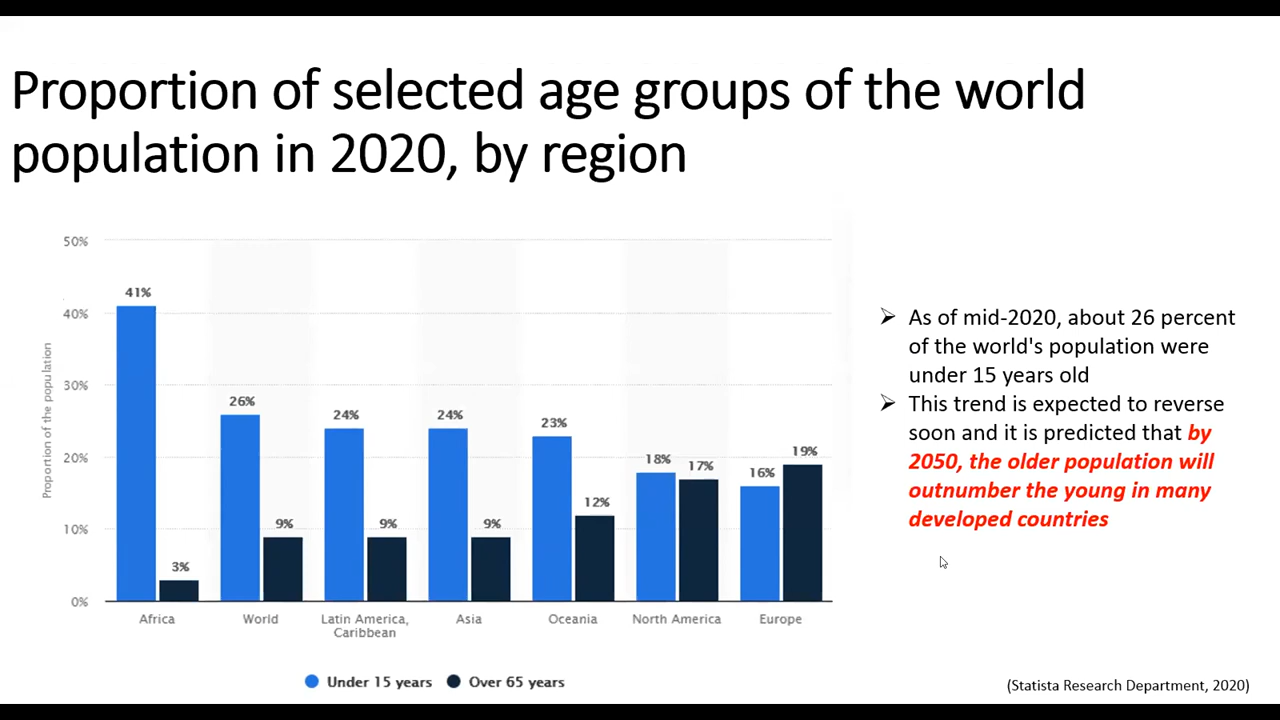 Proportion of selected age groups of the world
population in 2020, by region
50%
40%
30%
20%
10%
0%
Proportion of the population
41%
3%
26%
9%
24%
9%
24%
9%
23%
12%
18%
17%
16%
19%
Africa
World
Latin America,
Caribbean
Asia
Oceania
North America
Europe
Under 15 years
Over 65 years
➢ As of mid-2020, about 26 percent
of the world's population were
under 15 years old
➢ This trend is expected to reverse
soon and it is predicted that by
2050, the older population will
outnumber the young in many
developed countries
(Statista Research Department, 2020)